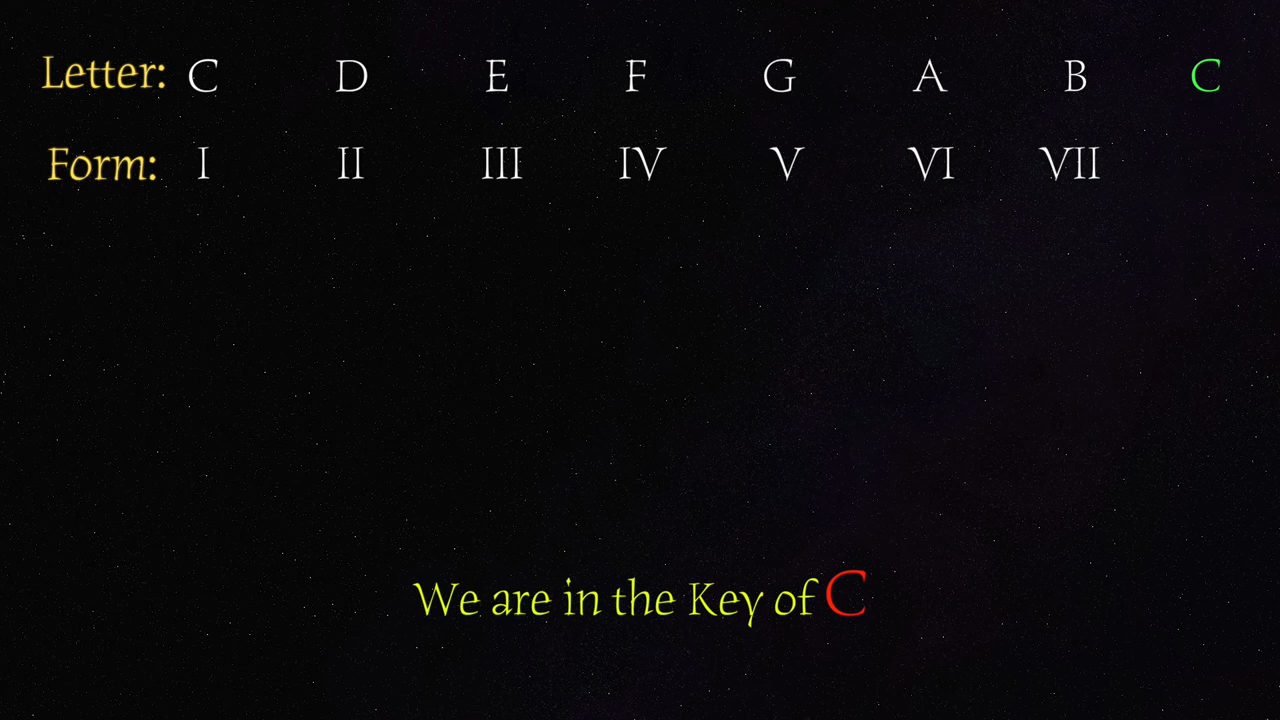 Letter: C D E F G A B C
Form: I II III IV V VI VII
We are in the Key of C